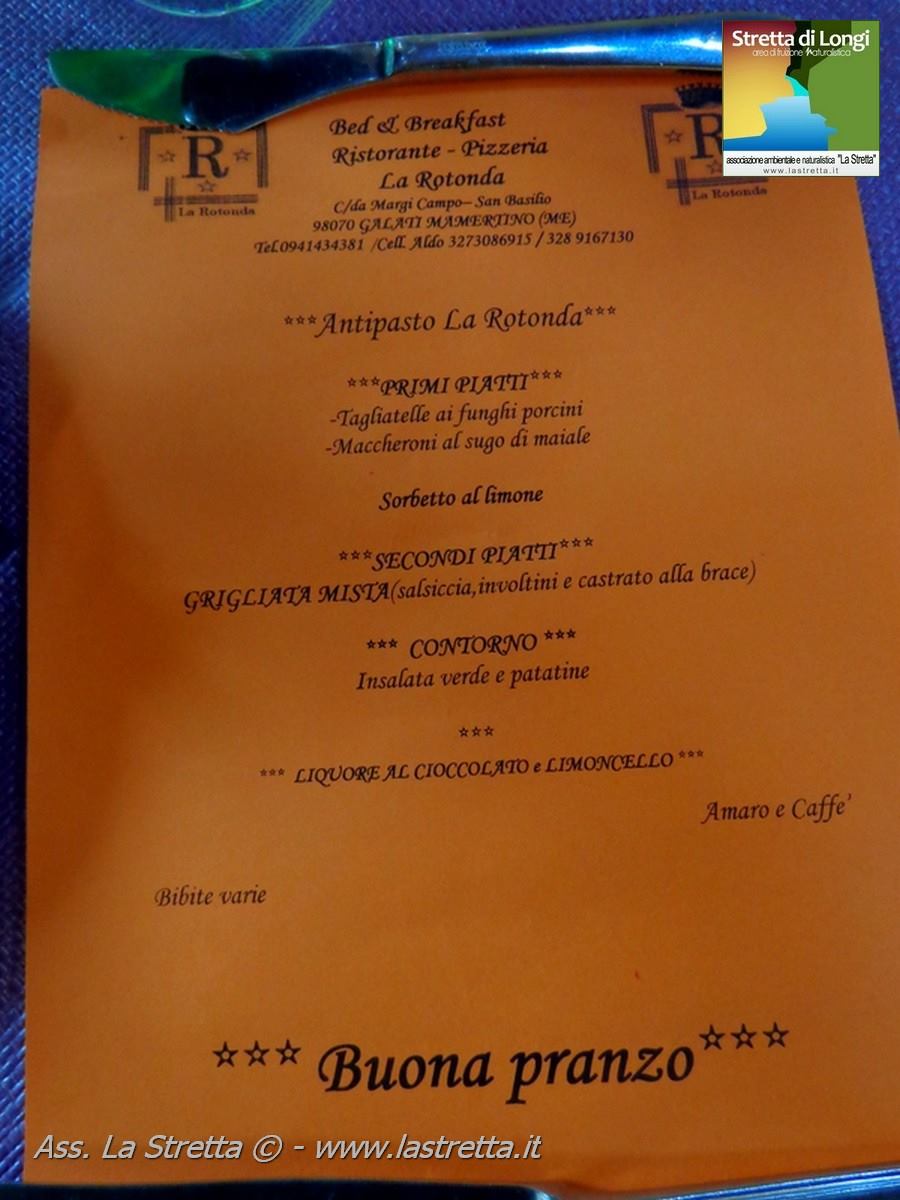 Stretta di Longi
area di fruizione Naturalistica
associazione ambientale e naturalistica "La Stretta"
www.lastretta.it
R
La Rotonda
R
La Rotonda
Bed & Breakfast
Ristorante - Pizzeria
La Rotonda
C/da Margi Campo– San Basilio
98070 GALATI MAMERTINO (ME)
Tel.0941434381 /Cell. Aldo 3273086915 / 328 9167130
***Antipasto La Rotonda***
***PRIMI PIATTI***
-Tagliatelle ai funghi porcini
-Maccheroni al sugo di maiale
Sorbetto al limone
***SECONDI PIATTI***
GRIGLIATA MISTA(salsiccia,involtini e castrato alla brace)
*** CONTORNO ***
Insalata verde e patatine
***
*** LIQUORE AL CIOCCOLATO e LIMONCELLO ***
Amaro e Caffe'
Bibite varie
*** Buona pranzo***
Ass. La Stretta © - www.lastretta.it